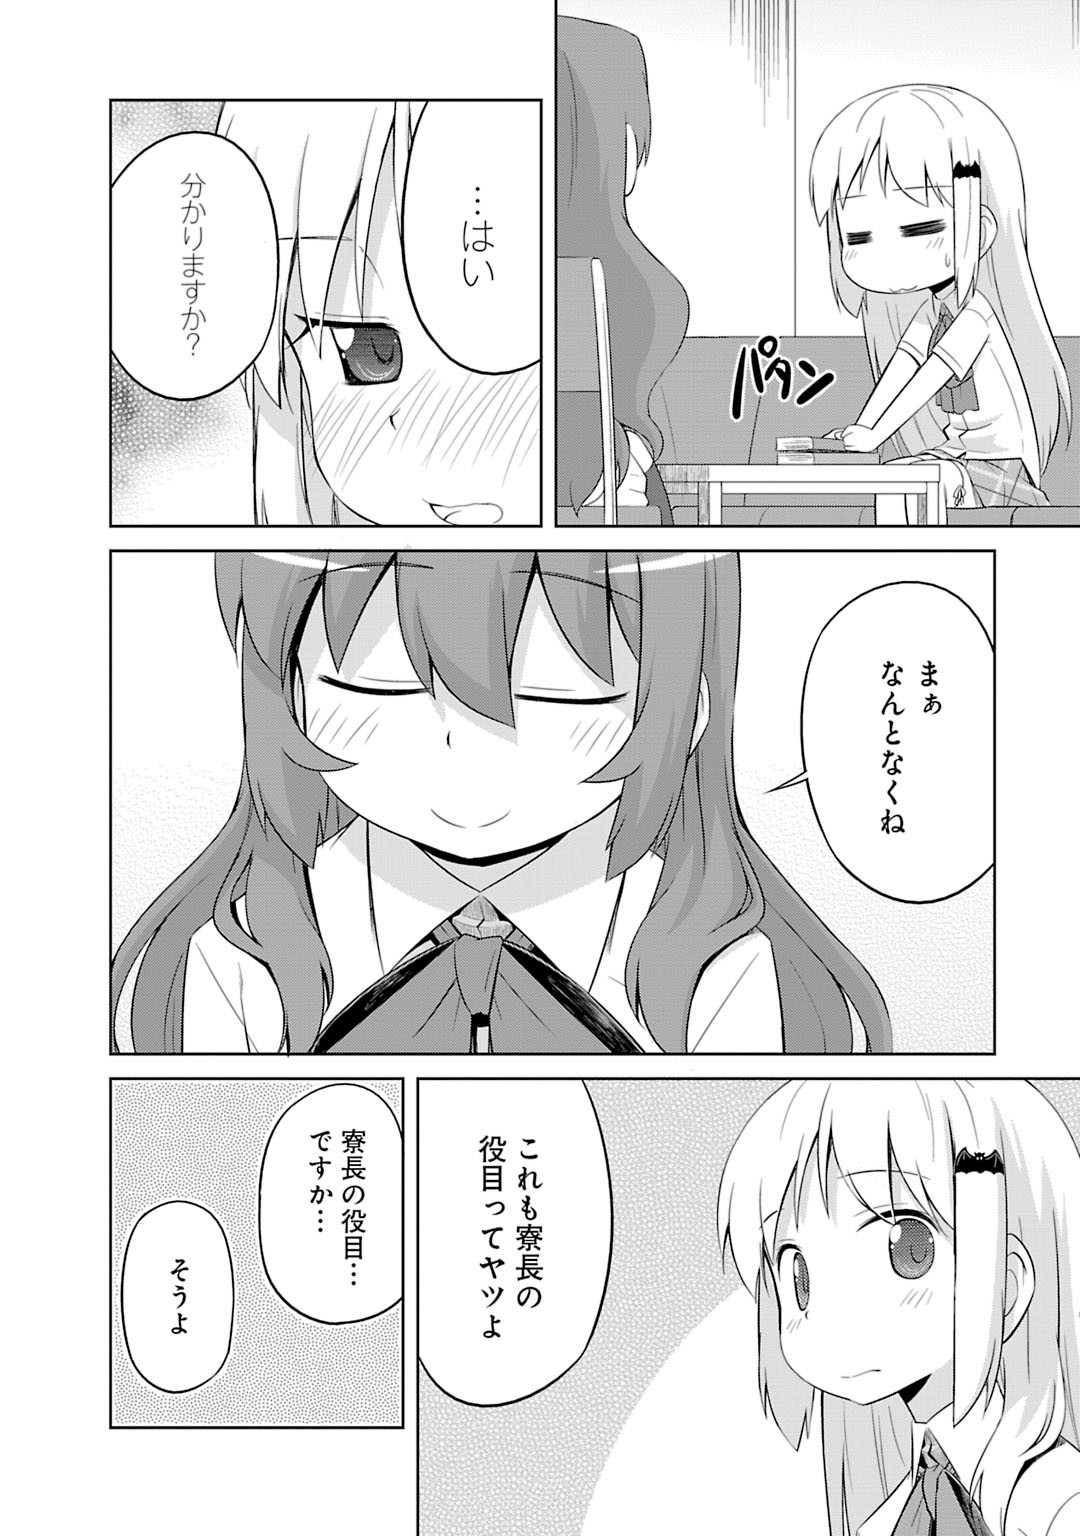 パタン
…はい
分かりますか？
まぁ
なんとなくね
これも寮長の
役目ってヤツよ
寮長の役目…
ですか…
そうよ